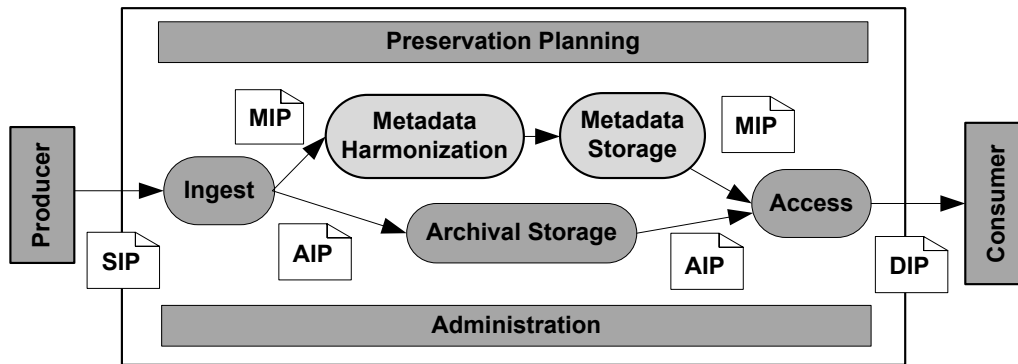 Preservation Planning
MIP
Metadata
Harmonization
Metadata
Storage
MIP
Producer
Ingest
Access
Consumer
Archival Storage
SIP
AIP
AIP
DIP
Administration